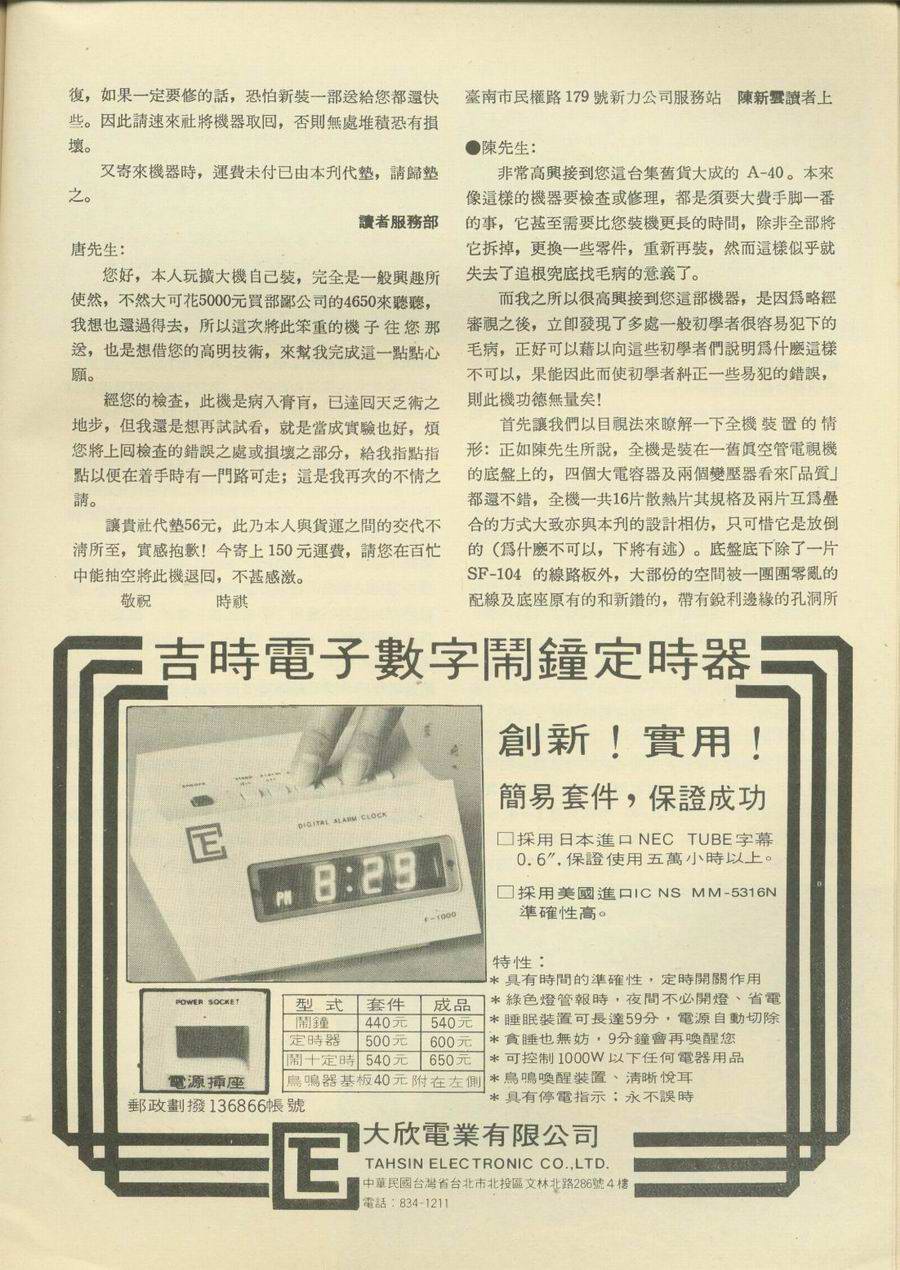 復，如果一定要修的話，恐怕新裝一部送給您都還快
些。因此請速來社將機器取回，否則無處堆積恐有損
壞。
又寄來機器時，運費未付已由本刊代墊，請歸墊
之。
讀者服務部
唐先生：
您好，本人玩擴大機自己裝，完全是一般興趣所
使然，不然大可花5000元買部鄙公司的4650來聽聽，
我想也還過得去，所以這次將此笨重的機子往您那
送，也是想借您的高明技術，來幫我完成這一點點心
願。
經您的檢查，此機是病入膏肓，已達回天乏術之
地步，但我還是想再試試看，就是當成實驗也好，煩
您將上回檢查的錯誤之處或損壞之部分，給我指點指
點以便在着手時有一門路可走；這是我再次的不情之
請。
讓貴社代墊56元，此乃本人與貨運之間的交代不
清所至，實感抱歉！今寄上150元運費，請您在百忙
中能抽空將此機退回，不甚感激。
敬祝　時祺
臺南市民權路179號新力公司服務站　陳新雲讀者上
●陳先生：
非常高興接到您這台集舊貨大成的 A-40。本來
像這樣的機器要檢查或修理，都是須要大費手脚一番
的事，它甚至需要比您裝機更長的時間，除非全部將
它拆掉，更換一些零件，重新再裝，然而這樣似乎就
失去了追根究底找毛病的意義了。
而我之所以很高興接到您這部機器，是因爲略經
審視之後，立卽發現了多處一般初學者很容易犯下的
毛病，正好可以藉以向這些初學者們說明爲什麽這樣
不可以，果能因此而使初學者糾正一些易犯的錯誤，
則此機功德無量矣！
首先讓我們以目視法來瞭解一下全機裝置的情
形：正如陳先生所說，全機是裝在一舊眞空管電視機
的底盤上的，四個大電容器及兩個變壓器看來「品質」
都還不錯，全機一共16片散熱片其規格及兩片互爲疊
合的方式大致亦與本刊的設計相仿，只可惜它是放倒
的（爲什麽不可以，下將有述）。底盤底下除了一片
SF-104 的線路板外，大部份的空間被一團團零亂的
配線及底座原有的和新鑽的，帶有銳利邊緣的孔洞所
吉時電子數字鬧鐘定時器
DIGITAL ALARM CLOCK
PM 8:29
F-1000
創新！實用！
簡易套件，保證成功
□採用日本進口 NEC TUBE字幕
0.6″. 保證使用五萬小時以上。
□採用美國進口IC NS MM-5316N
準確性高。
特性：
＊具有時間的準確性，定時開關作用
＊綠色燈管報時，夜間不必開燈、省電
＊睡眠裝置可長達59分，電源自動切除
＊貪睡也無妨，9分鐘會再喚醒您
＊可控制1000W以下任何電器用品
＊鳥鳴喚醒裝置、清晰悅耳
＊具有停電指示：永不誤時
POWER SOCKET
電源插座
型式　套件　成品
鬧鐘　440元　540元
定時器　500元　600元
鬧十定時　540元　650元
鳥鳴器基板40元附在左側
郵政劃撥136866帳號
大欣電業有限公司
TAHSIN ELECTRONIC CO.,LTD.
中華民國台灣省台北市北投區文林北路286號4樓
電話：834-1211